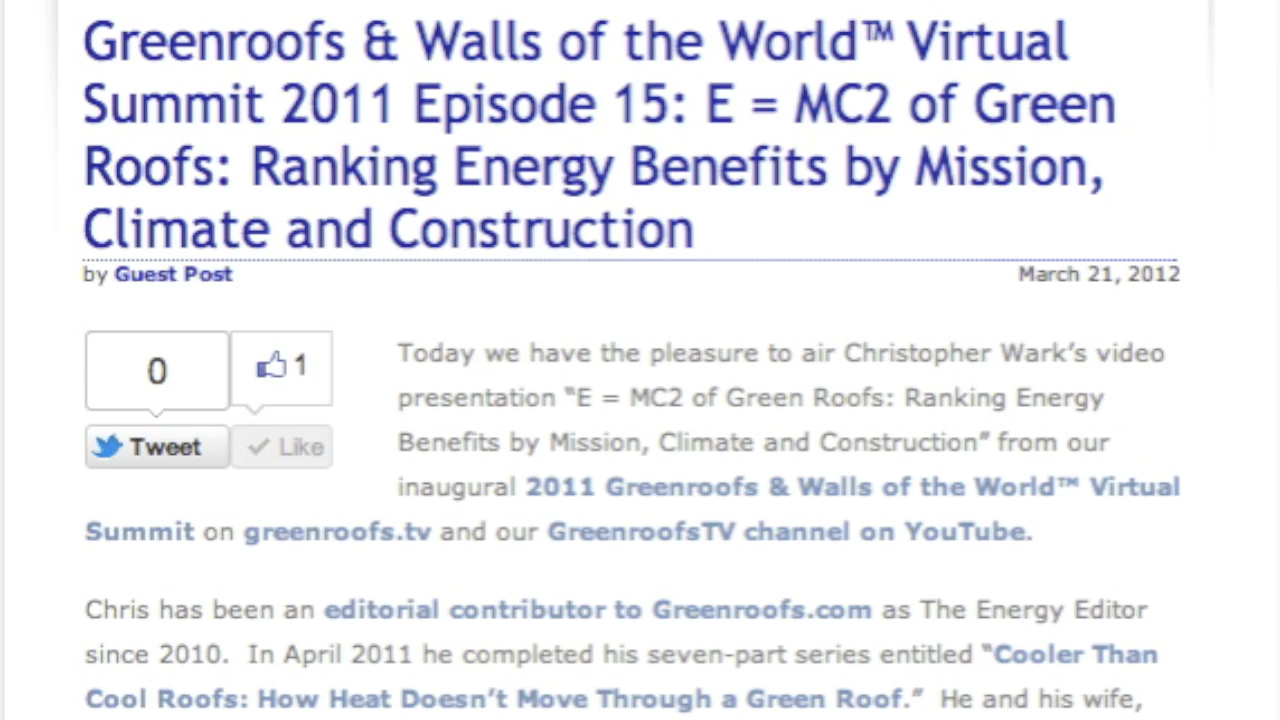 Greenroofs & Walls of the World™ Virtual
Summit 2011 Episode 15: E = MC2 of Green
Roofs: Ranking Energy Benefits by Mission,
Climate and Construction
by Guest Post March 21, 2012
0
1
Tweet
Like
Today we have the pleasure to air Christopher Wark’s video
presentation “E = MC2 of Green Roofs: Ranking Energy
Benefits by Mission, Climate and Construction” from our
inaugural 2011 Greenroofs & Walls of the World™ Virtual
Summit on greenroofs.tv and our GreenroofsTV channel on YouTube.
Chris has been an editorial contributor to Greenroofs.com as The Energy Editor
since 2010. In April 2011 he completed his seven-part series entitled “Cooler Than
Cool Roofs: How Heat Doesn’t Move Through a Green Roof.” He and his wife,